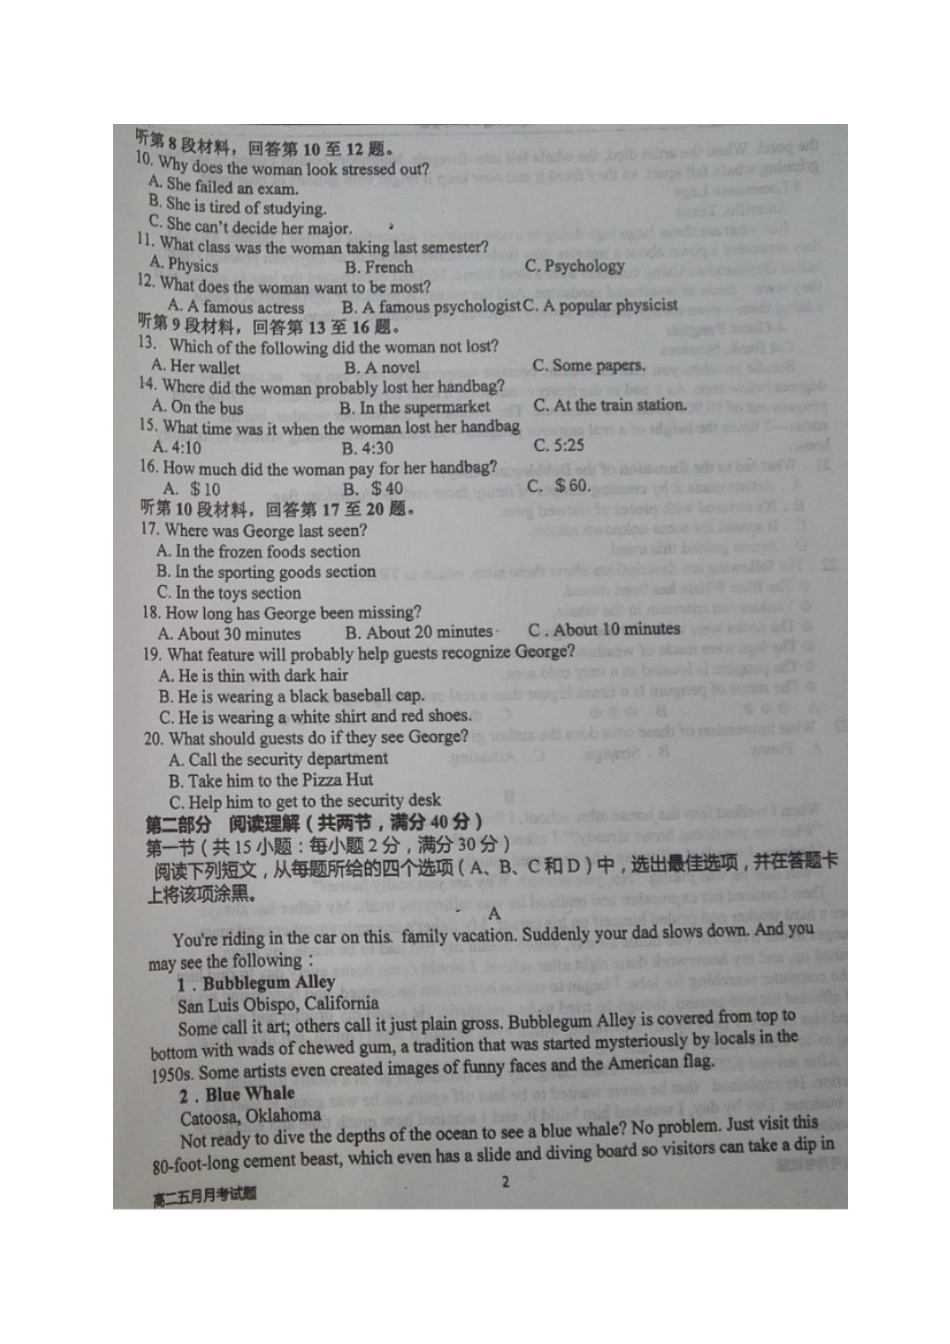 听第 8 段材料，回答第 10 至 12 题。
10. Why does the woman look stressed out?
A. She failed an exam.
B. She is tired of studying.
C. She can't decide her major.
11. What class was the woman taking last semester?
A. Physics B. French C. Psychology
12. What does the woman want to be most?
A. A famous actress B. A famous psychologist C. A popular physicist
听第 9 段材料，回答第 13 至 16 题。
13. Which of the following did the woman not lost?
A. Her wallet B. A novel C. Some papers.
14. Where did the woman probably lost her handbag?
A. On the bus B. In the supermarket C. At the train station.
15. What time was it when the woman lost her handbag
A. 4:10 B. 4:30 C. 5:25
16. How much did the woman pay for her handbag?
A. $10 B. $40 C. $60.
听第 10 段材料，回答第 17 至 20 题。
17. Where was George last seen?
A. In the frozen foods section
B. In the sporting goods section
C. In the toys section
18. How long has George been missing?
A. About 30 minutes B. About 20 minutes C. About 10 minutes
19. What feature will probably help guests recognize George?
A. He is thin with dark hair
B. He is wearing a black baseball cap.
C. He is wearing a white shirt and red shoes.
20. What should guests do if they see George?
A. Call the security department
B. Take him to the Pizza Hut
C. Help him to get to the security desk
第二部分 阅读理解（共两节，满分 40 分）
第一节（共 15 小题：每小题 2 分，满分 30 分）
阅读下列短文，从每题所给的四个选项（A、B、C 和 D）中，选出最佳选项，并在答题卡
上将该项涂黑。
A
You're riding in the car on this. family vacation. Suddenly your dad slows down. And you
may see the following：
1．Bubblegum Alley
San Luis Obispo, California
Some call it art; others call it just plain gross. Bubblegum Alley is covered from top to
bottom with wads of chewed gum, a tradition that was started mysteriously by locals in the
1950s. Some artists even created images of funny faces and the American flag.
2．Blue Whale
Catoosa, Oklahoma
Not ready to dive the depths of the ocean to see a blue whale? No problem. Just visit this
80-foot-long cement beast, which even has a slide and diving board so visitors can take a dip in
高二五月月考试题 2